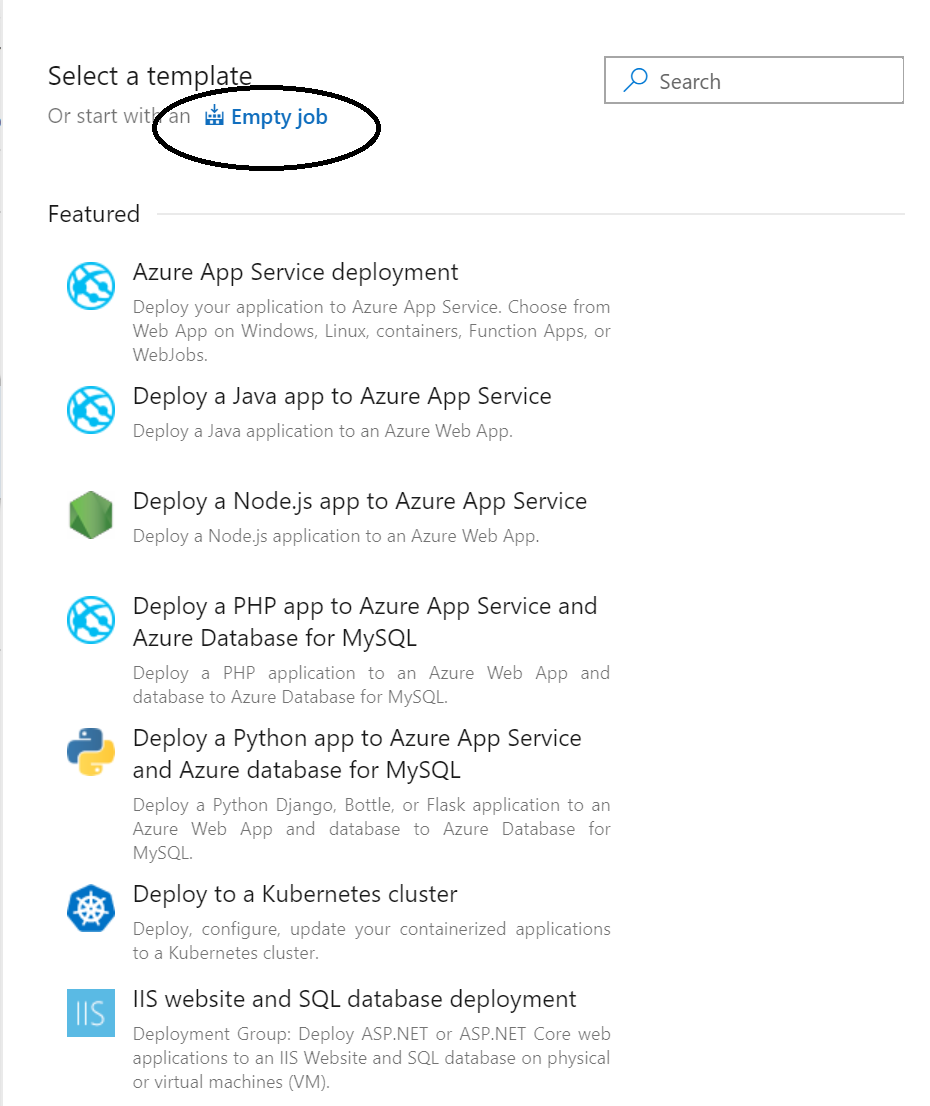 Select a template
Search
Or start with an Empty job
Featured
Azure App Service deployment
Deploy your application to Azure App Service. Choose from
Web App on Windows, Linux, containers, Function Apps, or
WebJobs.
Deploy a Java app to Azure App Service
Deploy a Java application to an Azure Web App.
Deploy a Node.js app to Azure App Service
Deploy a Node.js application to an Azure Web App.
Deploy a PHP app to Azure App Service and
Azure Database for MySQL
Deploy a PHP application to an Azure Web App and
database to Azure Database for MySQL.
Deploy a Python app to Azure App Service
and Azure database for MySQL
Deploy a Python Django, Bottle, or Flask application to an
Azure Web App and database to Azure Database for
MySQL.
Deploy to a Kubernetes cluster
Deploy, configure, update your containerized applications
to a Kubernetes cluster.
IIS
IIS website and SQL database deployment
Deployment Group: Deploy ASP.NET or ASP.NET Core web
applications to an IIS Website and SQL database on physical
or virtual machines (VM).